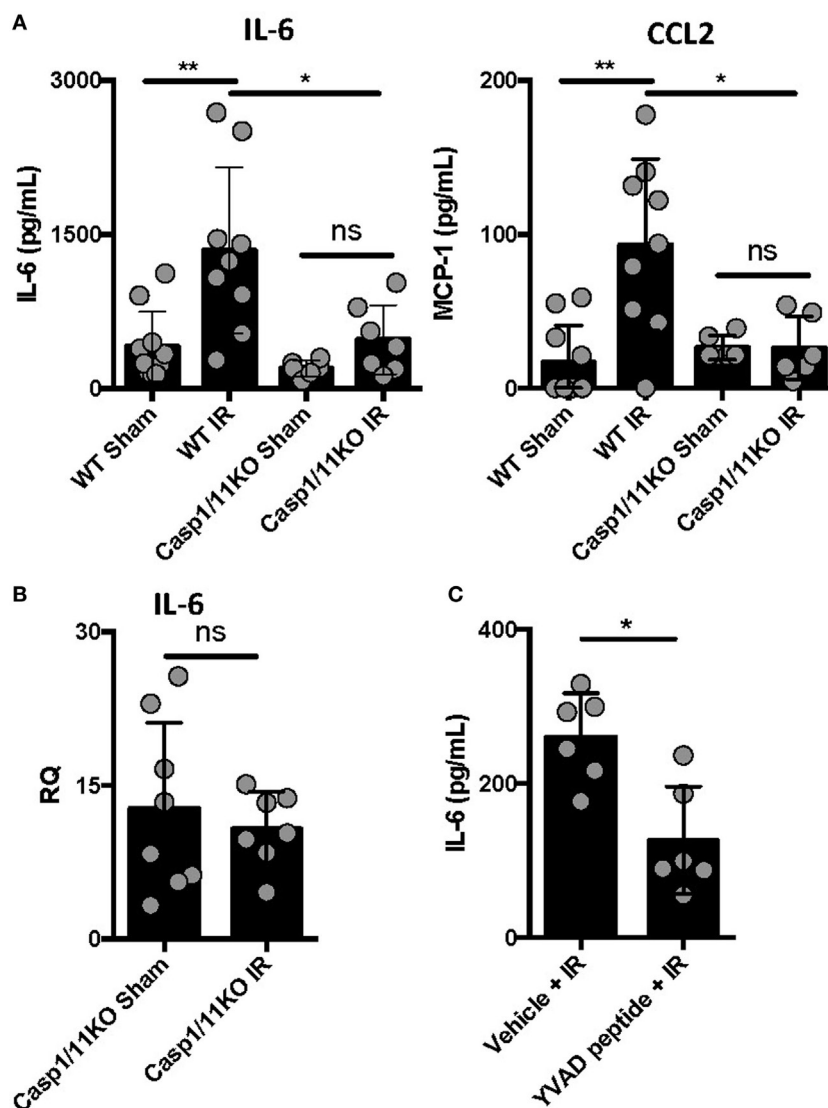 A
IL-6
CCL2
**
*
**
*
3000
1500
0
IL-6 (pg/mL)
ns
200
100
0
MCP-1 (pg/mL)
ns
WT Sham
WT IR
Casp1/11KO Sham
Casp1/11KO IR
WT Sham
WT IR
Casp1/11KO Sham
Casp1/11KO IR
B
IL-6
ns
30
15
0
RQ
Casp1/11KO Sham
Casp1/11KO IR
C
*
400
200
0
IL-6 (pg/mL)
Vehicle + IR
YVAD peptide + IR